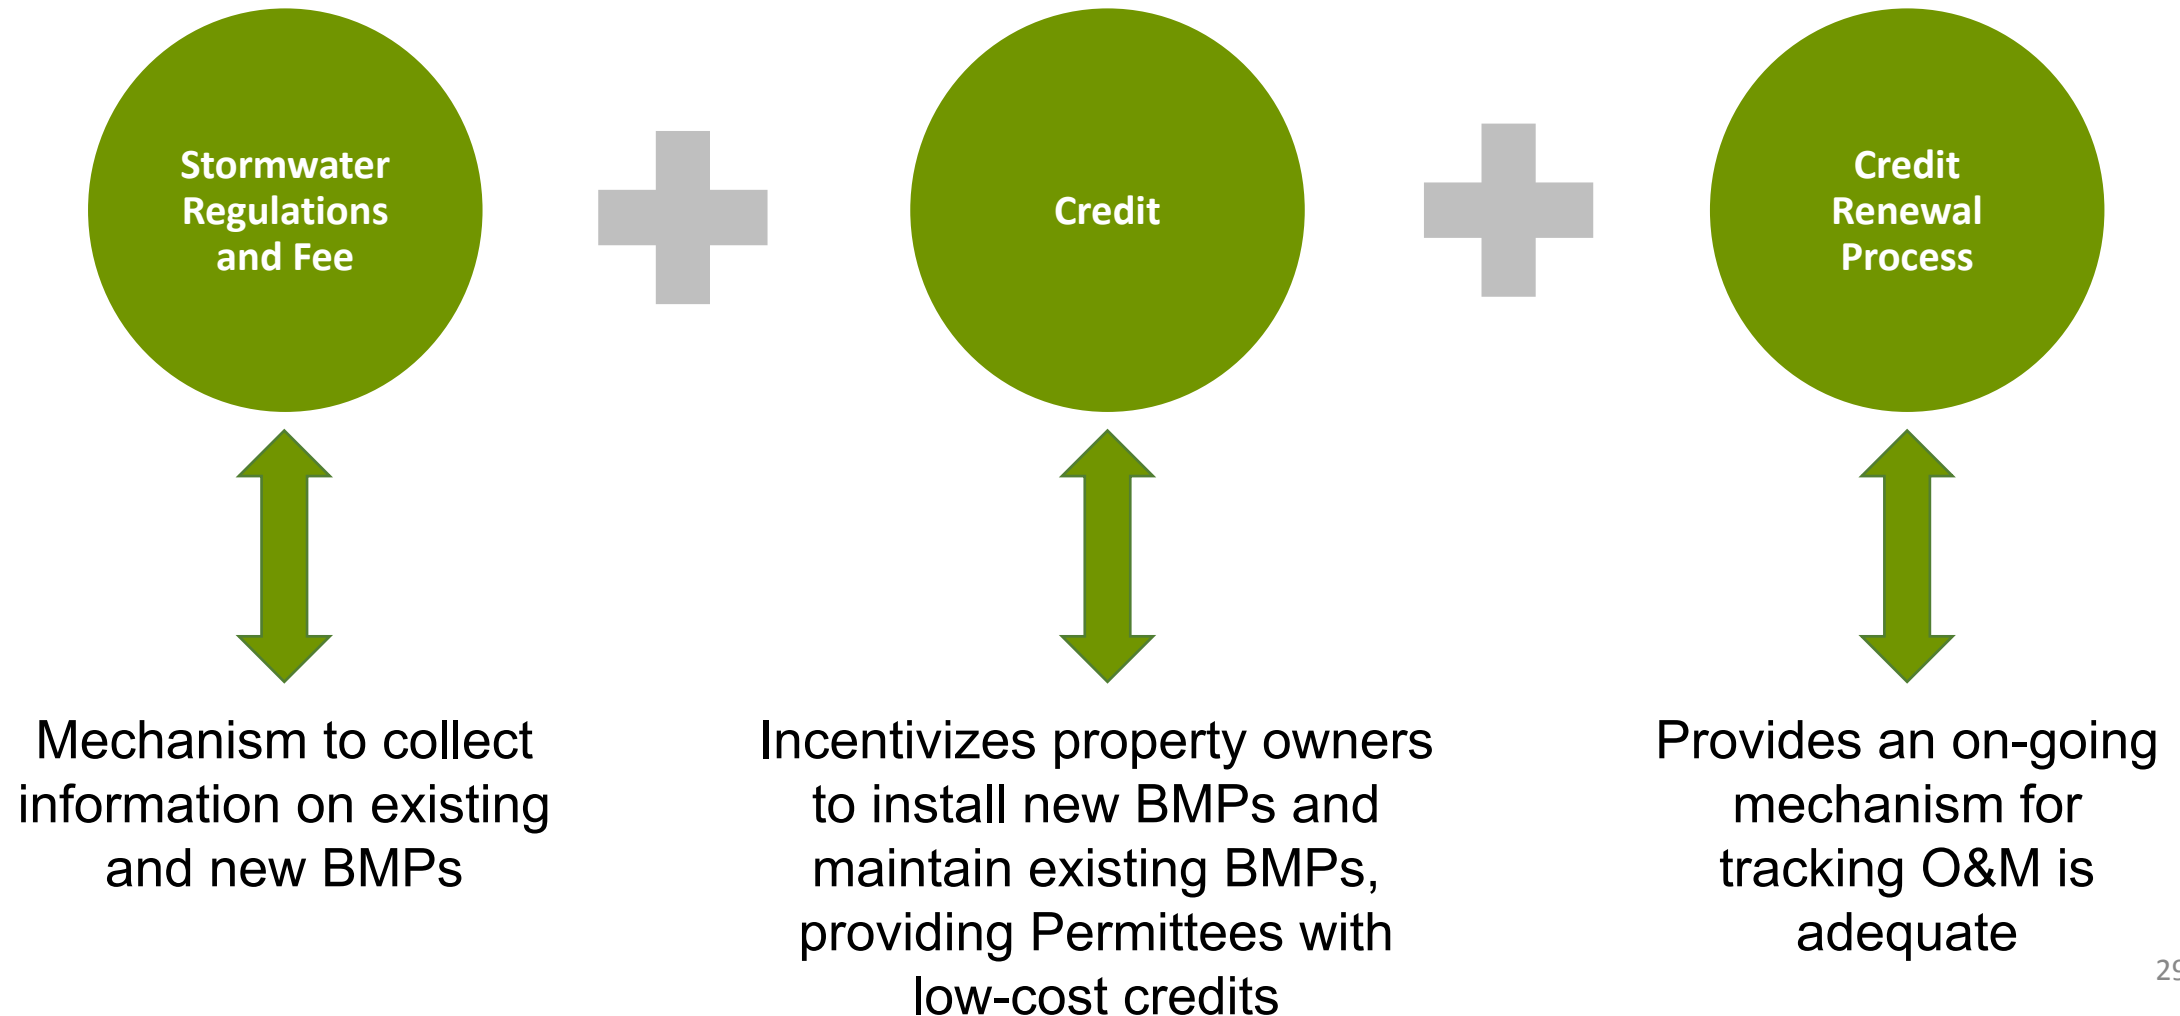 Stormwater
Regulations
and Fee
Credit
Credit
Renewal
Process
Mechanism to collect
information on existing
and new BMPs
Incentivizes property owners
to install new BMPs and
maintain existing BMPs,
providing Permittees with
low-cost credits
Provides an on-going
mechanism for
tracking O&M is
adequate
29